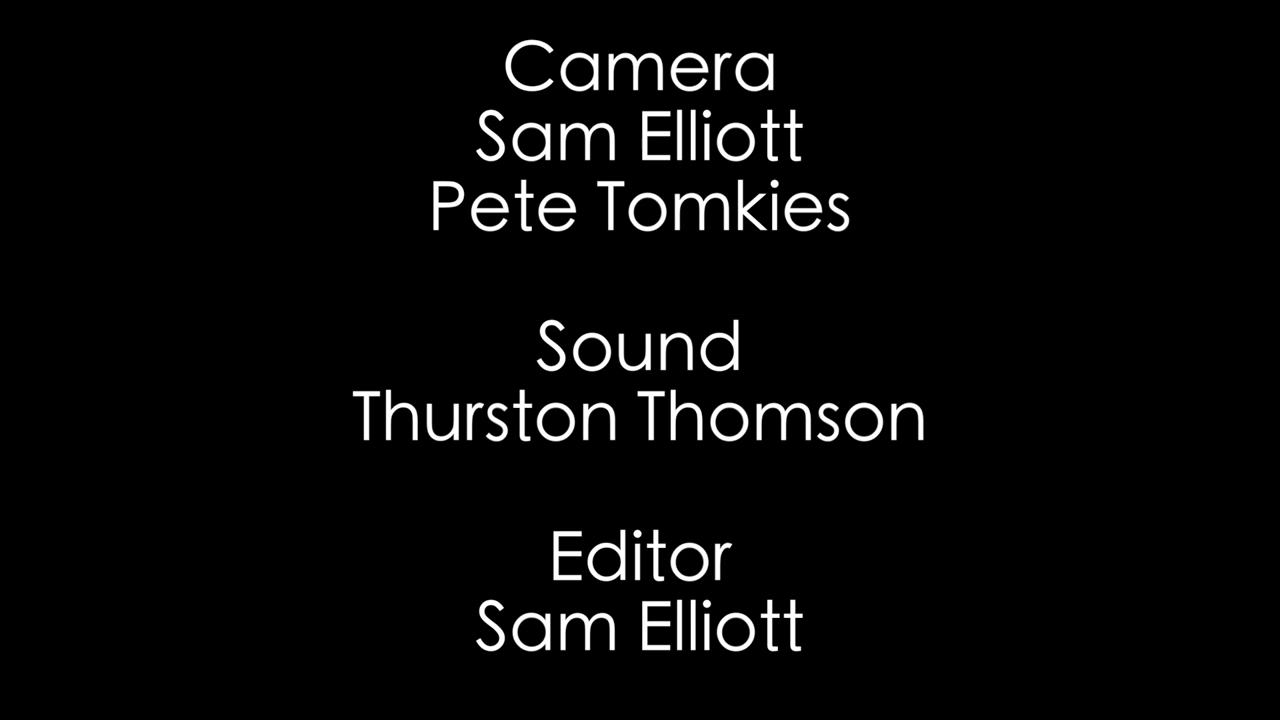 Camera
Sam Elliott
Pete Tomkies
Sound
Thurston Thomson
Editor
Sam Elliott